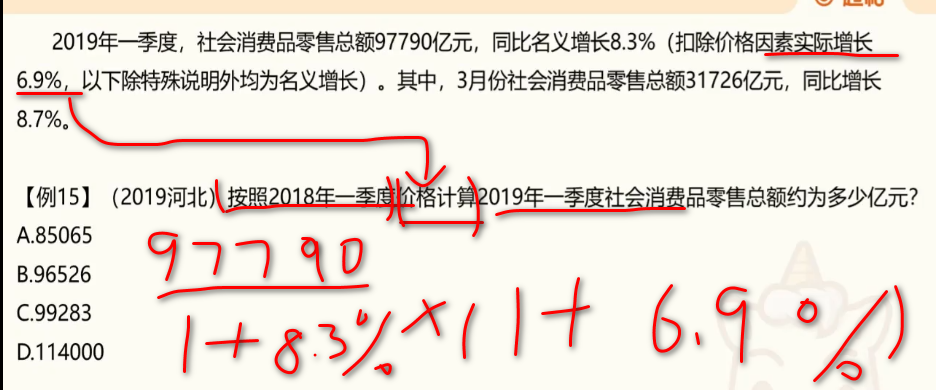 2019年一季度，社会消费品零售总额97790亿元，同比名义增长8.3%（扣除价格因素实际增长
6.9%，以下除特殊说明外均为名义增长）。其中，3月份社会消费品零售总额31726亿元，同比增长
8.7%。
【例15】（2019河北）按照2018年一季度价格计算2019年一季度社会消费品零售总额约为多少亿元？
A.85065
B.96526
C.99283
D.114000
97790
1+8.3%×(1+6.9%)